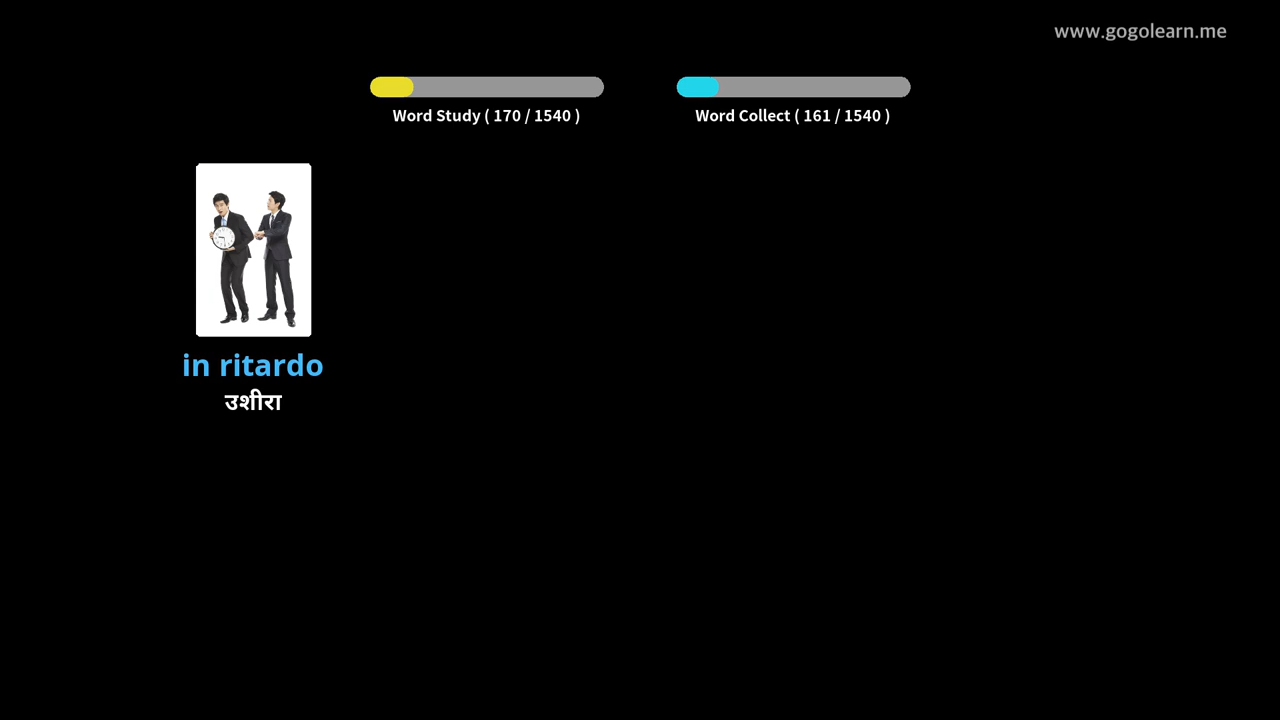 www.gogolearn.me
Word Study ( 170 / 1540 )
Word Collect ( 161 / 1540 )
in ritardo
उशीरा